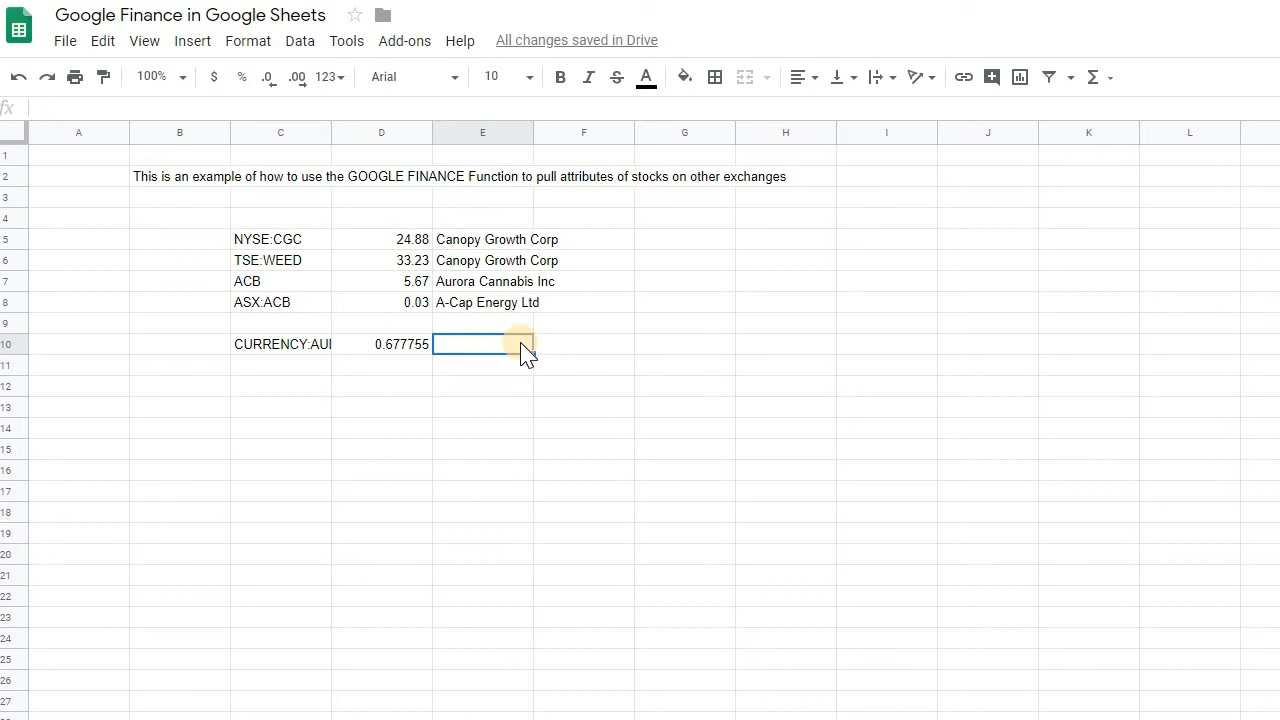 Google Finance in Google Sheets
File Edit View Insert Format Data Tools Add-ons Help All changes saved in Drive
100% $ % .0 .00 123 Arial 10 B I S A Σ
fx
A B C D E F G H I J K L
1
2 This is an example of how to use the GOOGLE FINANCE Function to pull attributes of stocks on other exchanges
3
4
5 NYSE:CGC 24.88 Canopy Growth Corp
6 TSE:WEED 33.23 Canopy Growth Corp
7 ACB 5.67 Aurora Cannabis Inc
8 ASX:ACB 0.03 A-Cap Energy Ltd
9
10 CURRENCY:AUI 0.677755
11
12
13
14
15
16
17
18
19
20
21
22
23
24
25
26
27